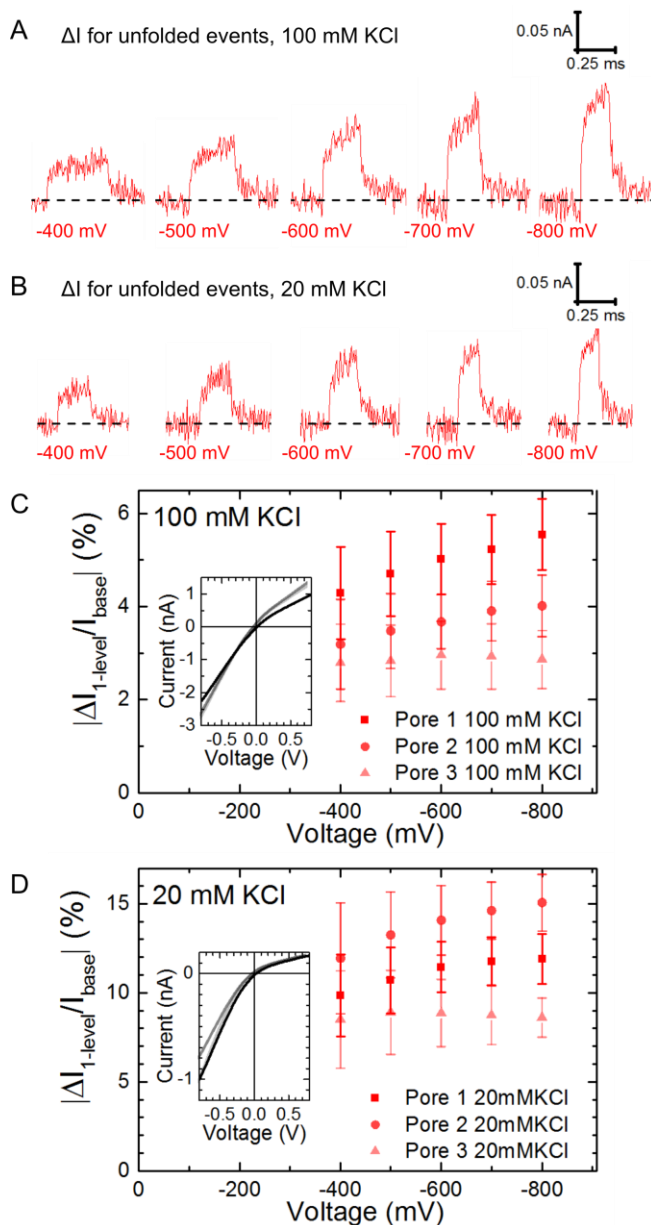 A
ΔI for unfolded events, 100 mM KCl
0.05 nA
0.25 ms
-400 mV
-500 mV
-600 mV
-700 mV
-800 mV
B
ΔI for unfolded events, 20 mM KCl
0.05 nA
0.25 ms
-400 mV
-500 mV
-600 mV
-700 mV
-800 mV
C
100 mM KCl
|ΔI1-level/Ibase| (%)
6
5
4
3
2
1
0
Current (nA)
1
0
-1
-2
-3
-0.5
0.0
0.5
Voltage (V)
Pore 1 100 mM KCl
Pore 2 100 mM KCl
Pore 3 100 mM KCl
0
-200
-400
-600
-800
Voltage (mV)
D
20 mM KCl
|ΔI1-level/Ibase| (%)
15
10
5
0
Current (nA)
0
-1
-0.5
0.0
0.5
Voltage (V)
Pore 1 20mMKCl
Pore 2 20mMKCl
Pore 3 20mMKCl
0
-200
-400
-600
-800
Voltage (mV)